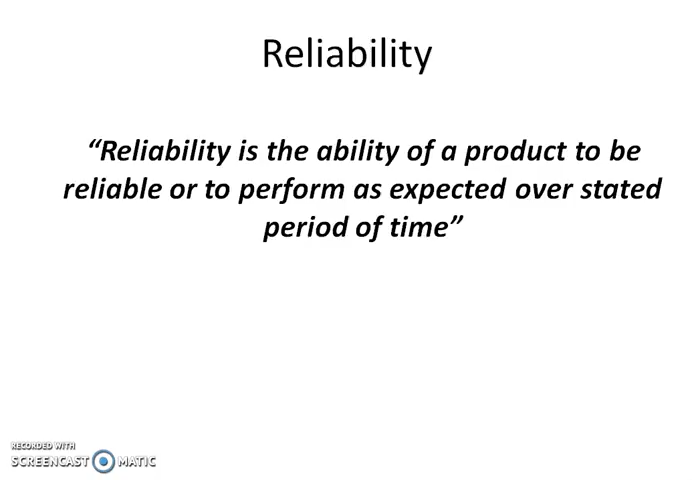 Reliability
“Reliability is the ability of a product to be
reliable or to perform as expected over stated
period of time”
RECORDED WITH
SCREENCAST MATIC